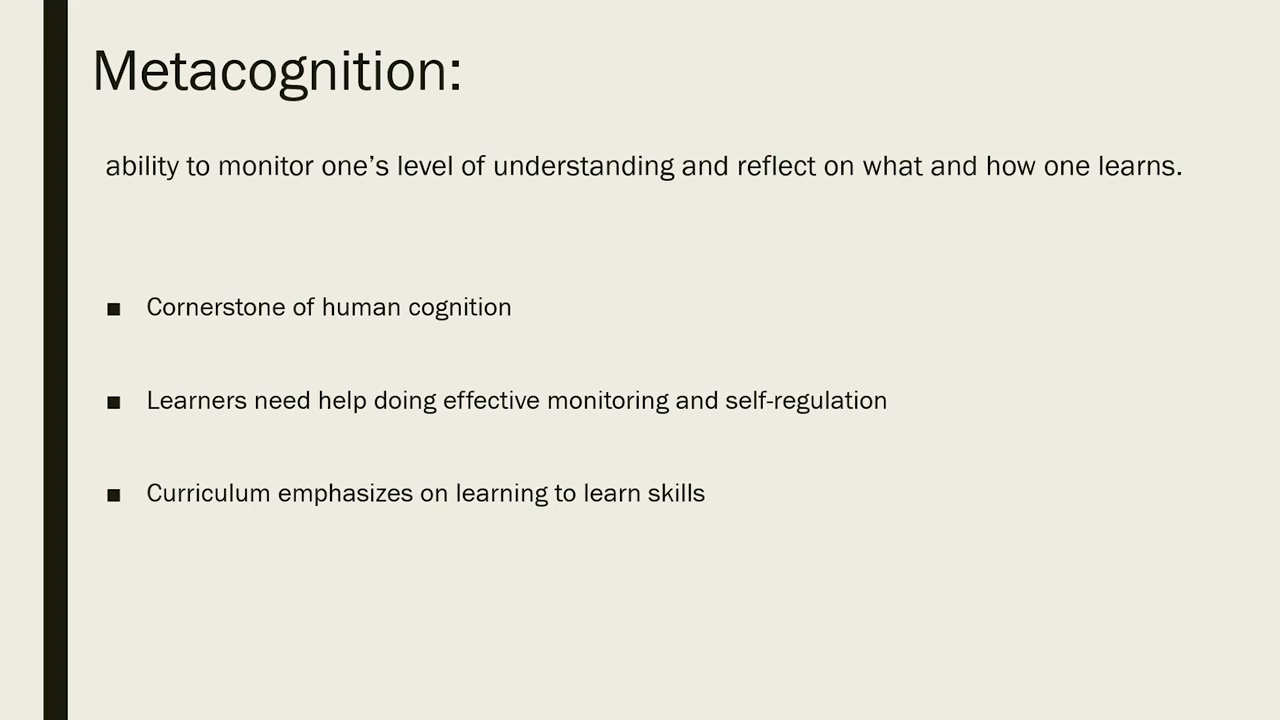 Metacognition:
ability to monitor one’s level of understanding and reflect on what and how one learns.
■ Cornerstone of human cognition
■ Learners need help doing effective monitoring and self-regulation
■ Curriculum emphasizes on learning to learn skills